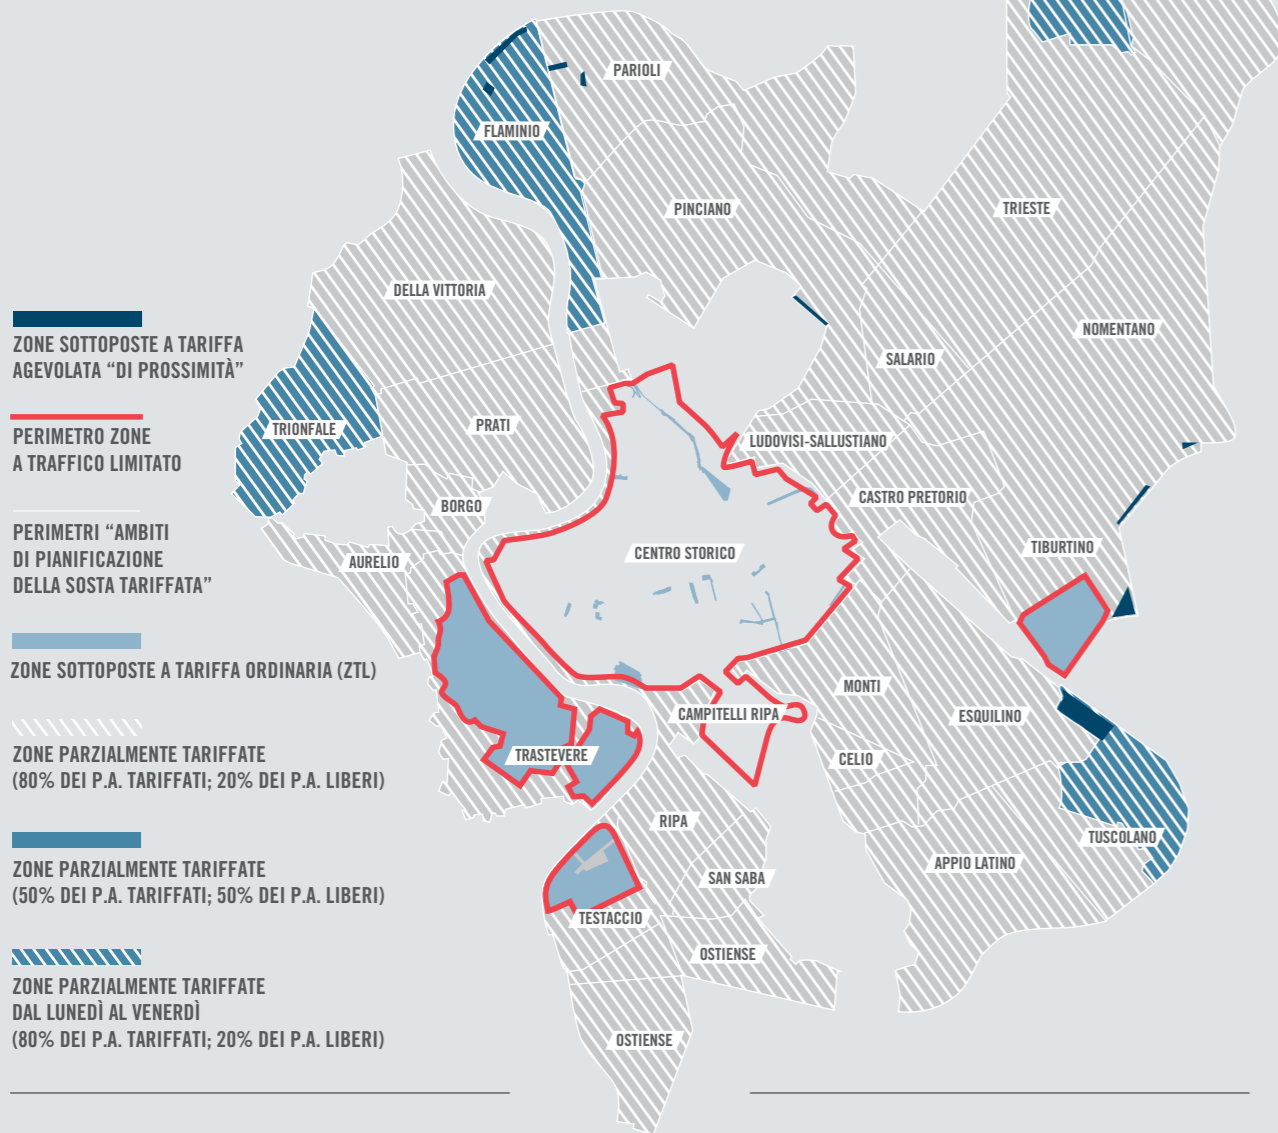 ZONE SOTTOPOSTE A TARIFFA
AGEVOLATA “DI PROSSIMITÀ”
PERIMETRO ZONE
A TRAFFICO LIMITATO
PERIMETRI “AMBITI
DI PIANIFICAZIONE
DELLA SOSTA TARIFFATA”
ZONE SOTTOPOSTE A TARIFFA ORDINARIA (ZTL)
ZONE PARZIALMENTE TARIFFATE
(80% DEI P.A. TARIFFATI; 20% DEI P.A. LIBERI)
ZONE PARZIALMENTE TARIFFATE
(50% DEI P.A. TARIFFATI; 50% DEI P.A. LIBERI)
ZONE PARZIALMENTE TARIFFATE
DAL LUNEDÌ AL VENERDÌ
(80% DEI P.A. TARIFFATI; 20% DEI P.A. LIBERI)
PARIOLI
FLAMINIO
PINCIANO
TRIESTE
DELLA VITTORIA
NOMENTANO
SALARIO
TRIONFALE
PRATI
LUDOVISI-SALLUSTIANO
CASTRO PRETORIO
BORGO
TIBURTINO
CENTRO STORICO
AURELIO
MONTI
CAMPITELLI RIPA
ESQUILINO
TRASTEVERE
CELIO
RIPA
TUSCOLANO
APPIO LATINO
SAN SABA
TESTACCIO
OSTIENSE
OSTIENSE